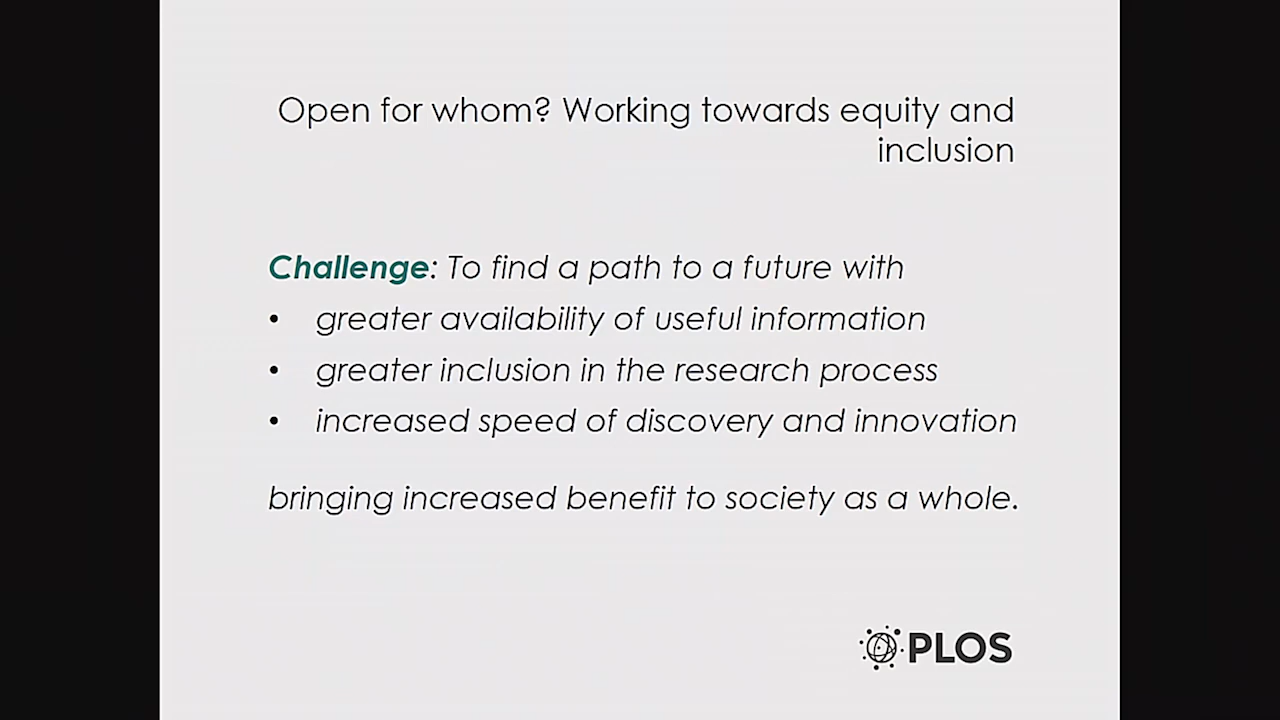 Open for whom? Working towards equity and
inclusion
Challenge: To find a path to a future with
• greater availability of useful information
• greater inclusion in the research process
• increased speed of discovery and innovation
bringing increased benefit to society as a whole.
PLOS